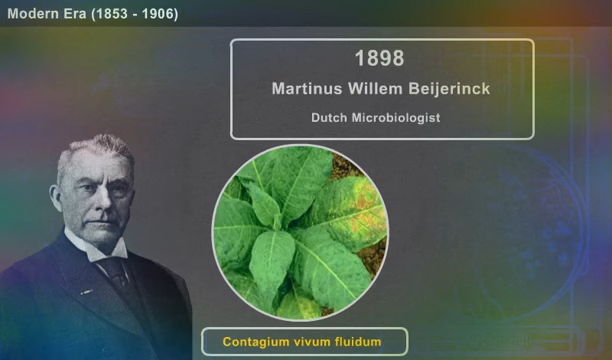 Modern Era (1853 - 1906)
1898
Martinus Willem Beijerinck
Dutch Microbiologist
Contagium vivum fluidum